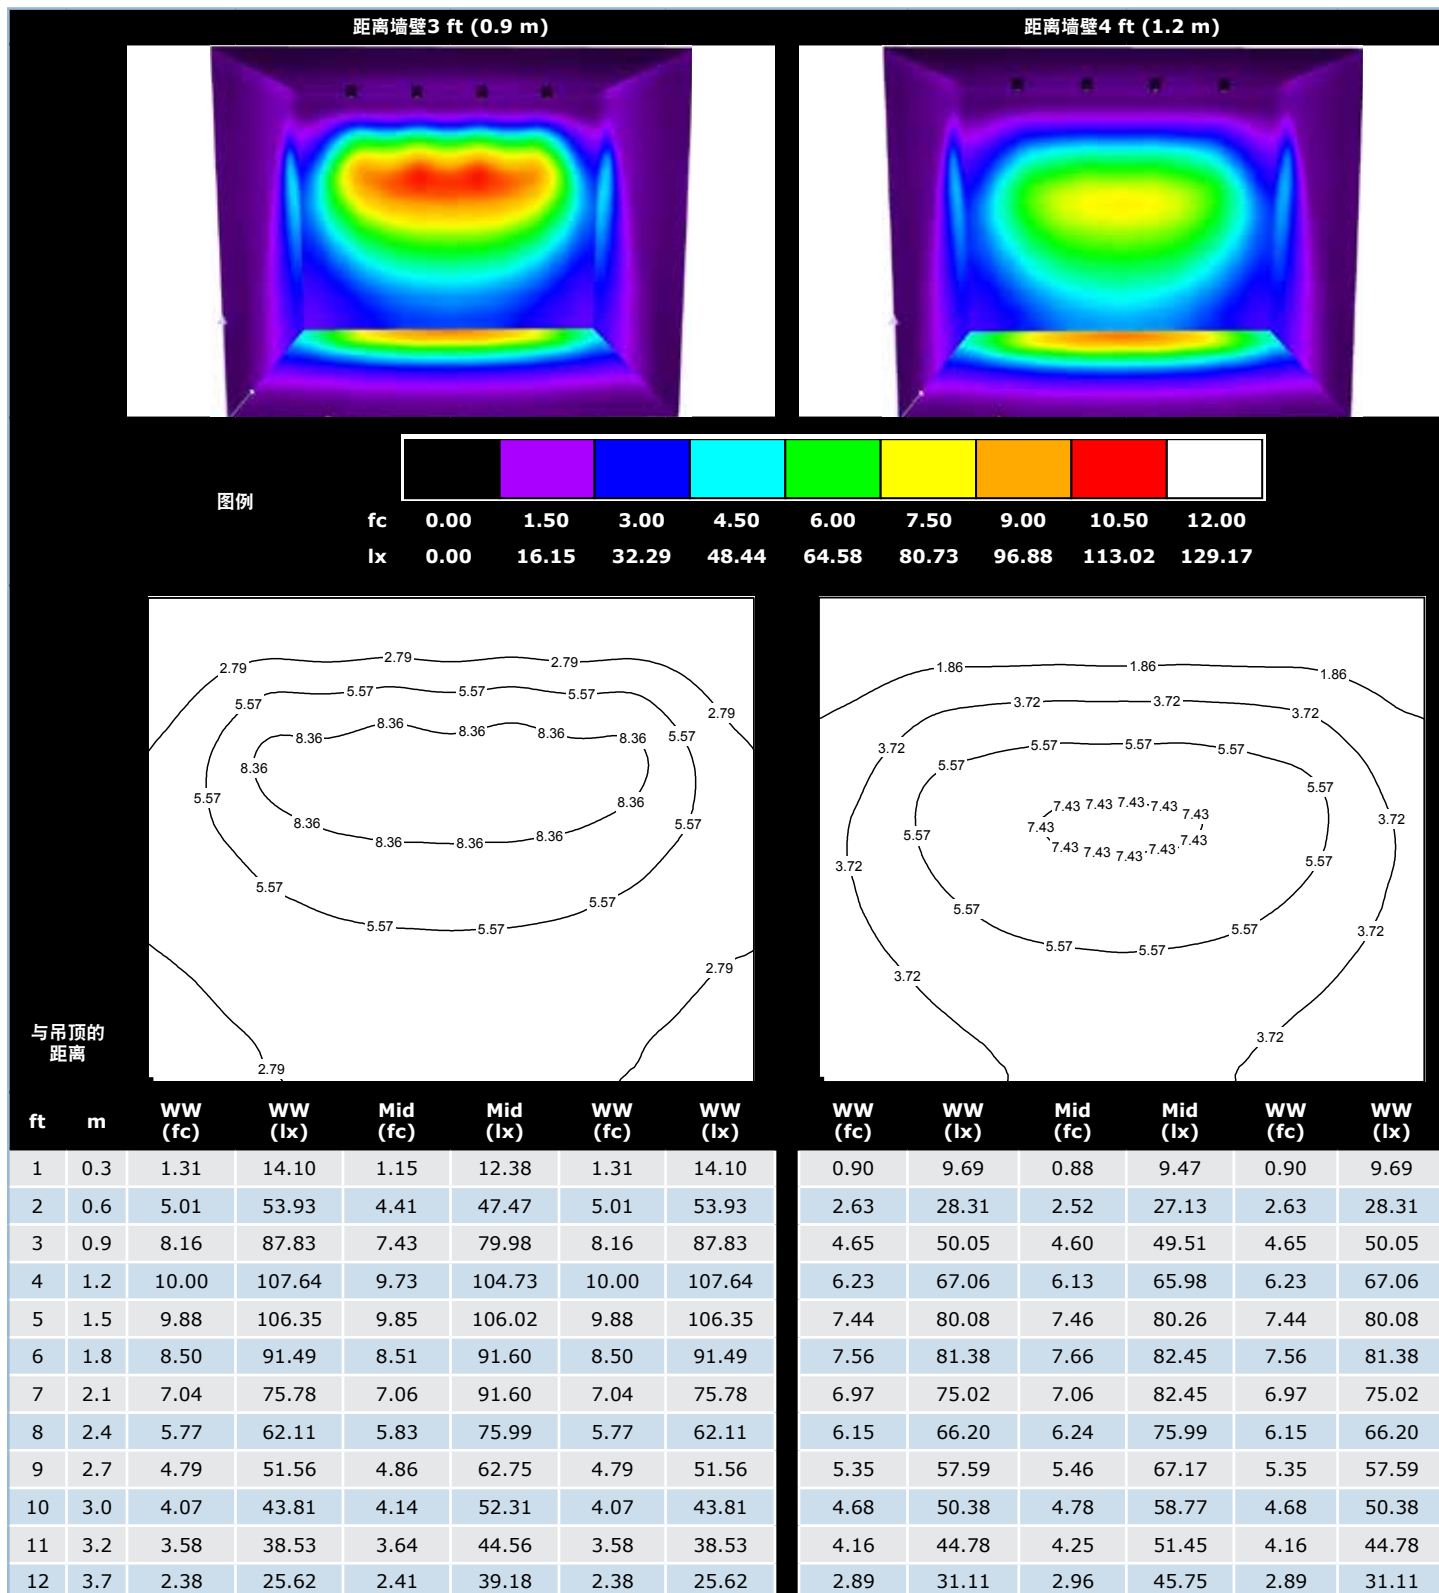 距离墙壁3 ft (0.9 m) 距离墙壁4 ft (1.2 m)
图例
fc 0.00 1.50 3.00 4.50 6.00 7.50 9.00 10.50 12.00
lx 0.00 16.15 32.29 48.44 64.58 80.73 96.88 113.02 129.17
2.79 2.79 2.79
2.79
5.57 5.57 5.57
5.57
5.57
8.36 8.36 8.36 8.36 8.36
8.36
5.57
8.36
8.36 8.36 8.36 8.36
5.57
5.57
5.57
5.57 5.57
2.79
2.79
1.86 1.86 1.86
3.72 3.72 3.72
3.72
5.57 5.57 5.57
5.57
5.57
7.43 7.43 7.43 7.43 7.43
7.43
7.43 7.43 7.43 7.43 7.43
3.72
5.57
5.57
3.72
5.57
5.57
5.57 5.57
3.72
3.72
3.72
与吊顶的
距离
ft m WW (fc) WW (lx) Mid (fc) Mid (lx) WW (fc) WW (lx) WW (fc) WW (lx) Mid (fc) Mid (lx) WW (fc) WW (lx)
1 0.3 1.31 14.10 1.15 12.38 1.31 14.10 0.90 9.69 0.88 9.47 0.90 9.69
2 0.6 5.01 53.93 4.41 47.47 5.01 53.93 2.63 28.31 2.52 27.13 2.63 28.31
3 0.9 8.16 87.83 7.43 79.98 8.16 87.83 4.65 50.05 4.60 49.51 4.65 50.05
4 1.2 10.00 107.64 9.73 104.73 10.00 107.64 6.23 67.06 6.13 65.98 6.23 67.06
5 1.5 9.88 106.35 9.85 106.02 9.88 106.35 7.44 80.08 7.46 80.26 7.44 80.08
6 1.8 8.50 91.49 8.51 91.60 8.50 91.49 7.56 81.38 7.66 82.45 7.56 81.38
7 2.1 7.04 75.78 7.06 91.60 7.04 75.78 6.97 75.02 7.06 82.45 6.97 75.02
8 2.4 5.77 62.11 5.83 75.99 5.77 62.11 6.15 66.20 6.24 75.99 6.15 66.20
9 2.7 4.79 51.56 4.86 62.75 4.79 51.56 5.35 57.59 5.46 67.17 5.35 57.59
10 3.0 4.07 43.81 4.14 52.31 4.07 43.81 4.68 50.38 4.78 58.77 4.68 50.38
11 3.2 3.58 38.53 3.64 44.56 3.58 38.53 4.16 44.78 4.25 51.45 4.16 44.78
12 3.7 2.38 25.62 2.41 39.18 2.38 25.62 2.89 31.11 2.96 45.75 2.89 31.11